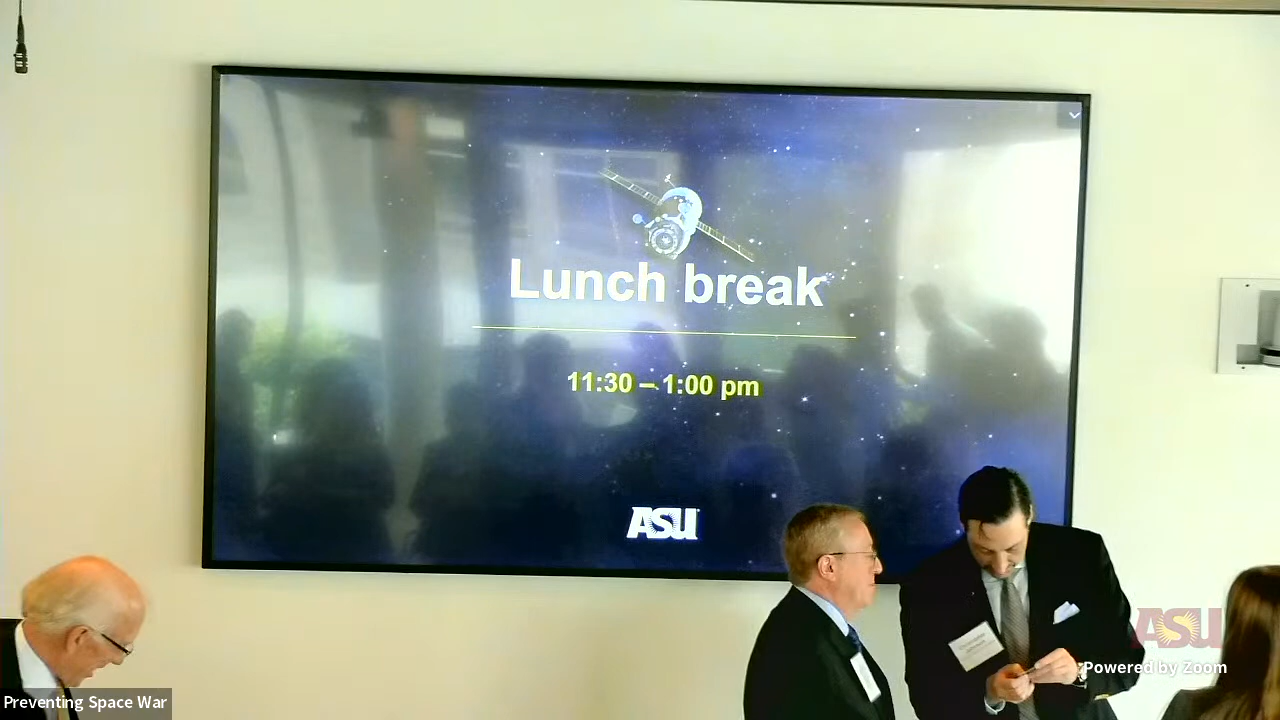 Lunch break
11:30 – 1:00 pm
ASU
ASU
Powered by Zoom
Preventing Space War